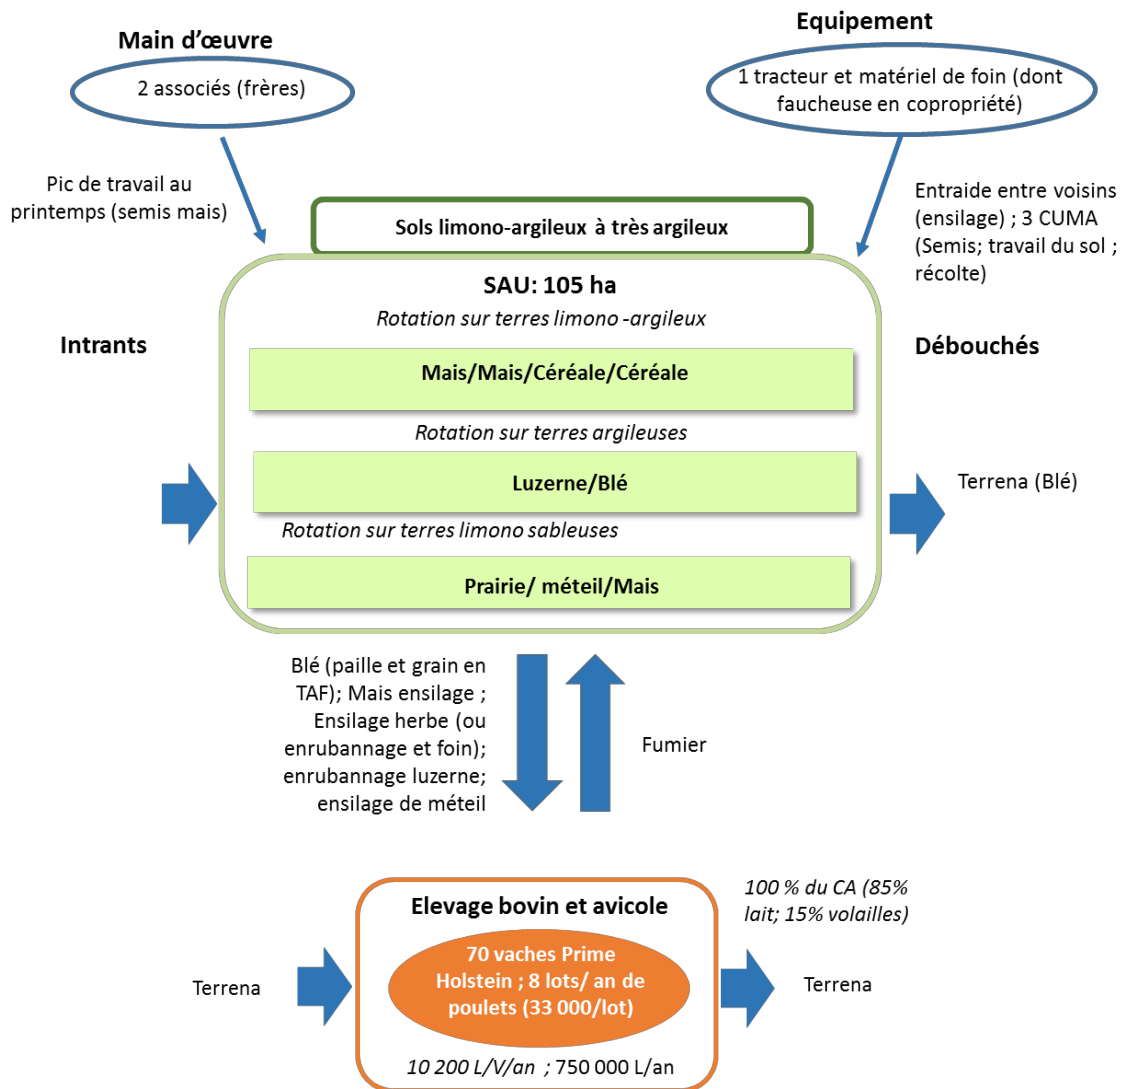 Main d’œuvre
2 associés (frères)
Equipement
1 tracteur et matériel de foin (dont
faucheuse en copropriété)
Pic de travail au
printemps (semis mais)
Entraide entre voisins
(ensilage) ; 3 CUMA
(Semis; travail du sol ;
récolte)
Sols limono-argileux à très argileux
SAU: 105 ha
Rotation sur terres limono -argileux
Mais/Mais/Céréale/Céréale
Rotation sur terres argileuses
Luzerne/Blé
Rotation sur terres limono sableuses
Prairie/ méteil/Mais
Intrants
Débouchés
Terrena (Blé)
Blé (paille et grain en
TAF); Mais ensilage ;
Ensilage herbe (ou
enrubannage et foin);
enrubannage luzerne;
ensilage de méteil
Fumier
Elevage bovin et avicole
70 vaches Prime
Holstein ; 8 lots/ an de
poulets (33 000/lot)
10 200 L/V/an ; 750 000 L/an
Terrena
100 % du CA (85%
lait; 15% volailles)
Terrena